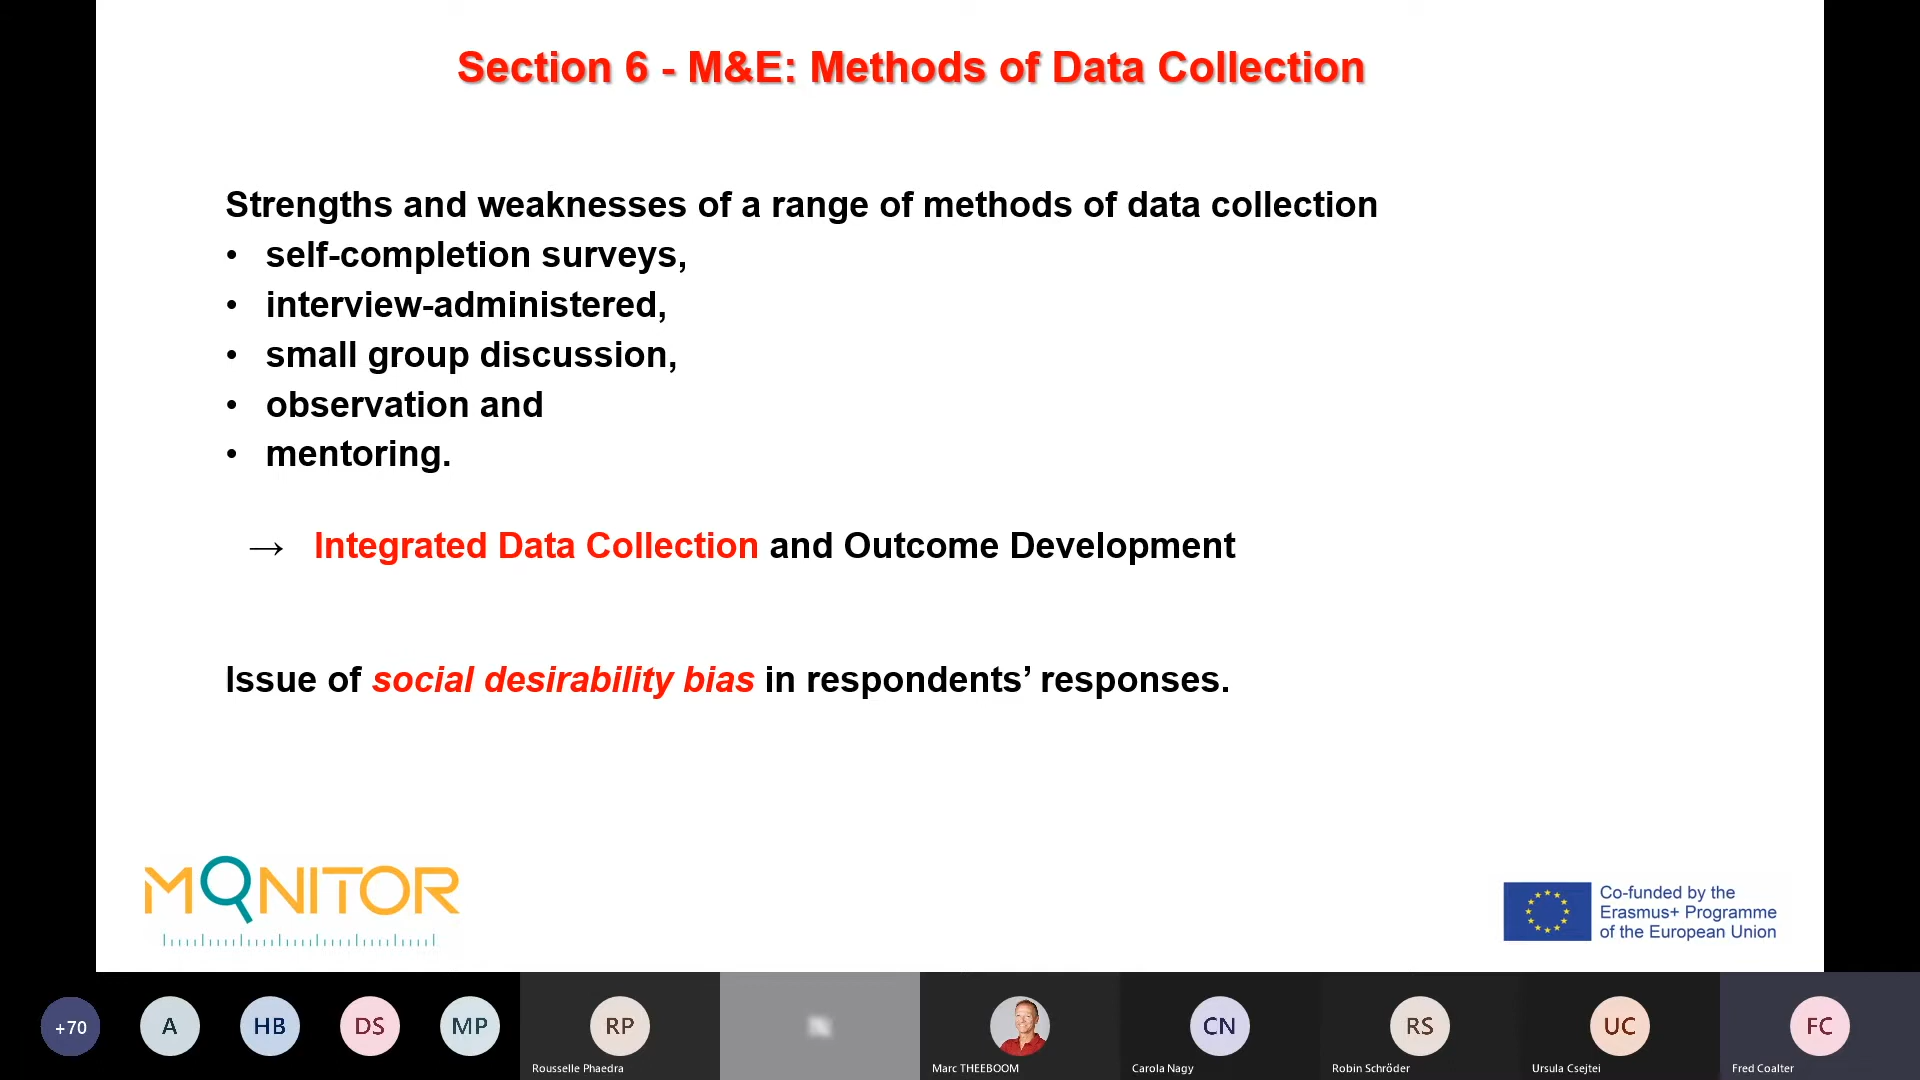 Section 6 - M&E: Methods of Data Collection
Strengths and weaknesses of a range of methods of data collection
• self-completion surveys,
• interview-administered,
• small group discussion,
• observation and
• mentoring.
→ Integrated Data Collection and Outcome Development
Issue of social desirability bias in respondents’ responses.
MONITOR
Co-funded by the
Erasmus+ Programme
of the European Union
+70
A
HB
DS
MP
RP
CN
RS
UC
FC
Rousselle Phaedra
Marc THEEBOOM
Carola Nagy
Robin Schröder
Ursula Csejtei
Fred Coalter